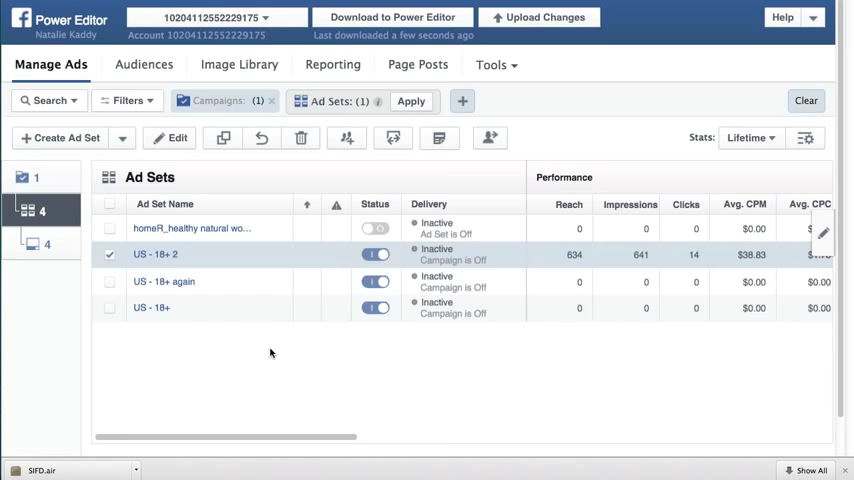 Power Editor
Natalie Kaddy
10204112552229175
Account 10204112552229175
Download to Power Editor
Last downloaded a few seconds ago
Upload Changes
Help
Manage Ads
Audiences
Image Library
Reporting
Page Posts
Tools
Search
Filters
Campaigns: (1)
Ad Sets: (1)
Apply
Clear
Create Ad Set
Edit
Stats:
Lifetime
1
4
4
Ad Sets
Performance
Ad Set Name
Status
Delivery
Reach
Impressions
Clicks
Avg. CPM
Avg. CPC
homeR_healthy natural wo...
Inactive
Ad Set is Off
0
0
0
$0.00
US - 18+ 2
Inactive
Campaign is Off
634
641
14
$38.83
US - 18+ again
Inactive
Campaign is Off
0
0
0
$0.00
$0.00
US - 18+
Inactive
Campaign is Off
0
0
0
$0.00
$0.00
SIFD.air
Show All